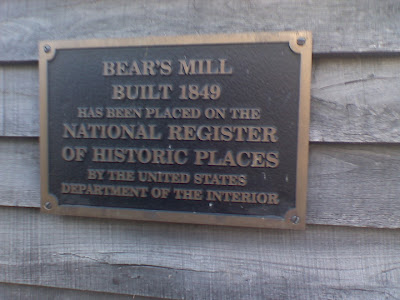 BEAR'S MILL
BUILT 1849
HAS BEEN PLACED ON THE
NATIONAL REGISTER
OF HISTORIC PLACES
BY THE UNITED STATES
DEPARTMENT OF THE INTERIOR